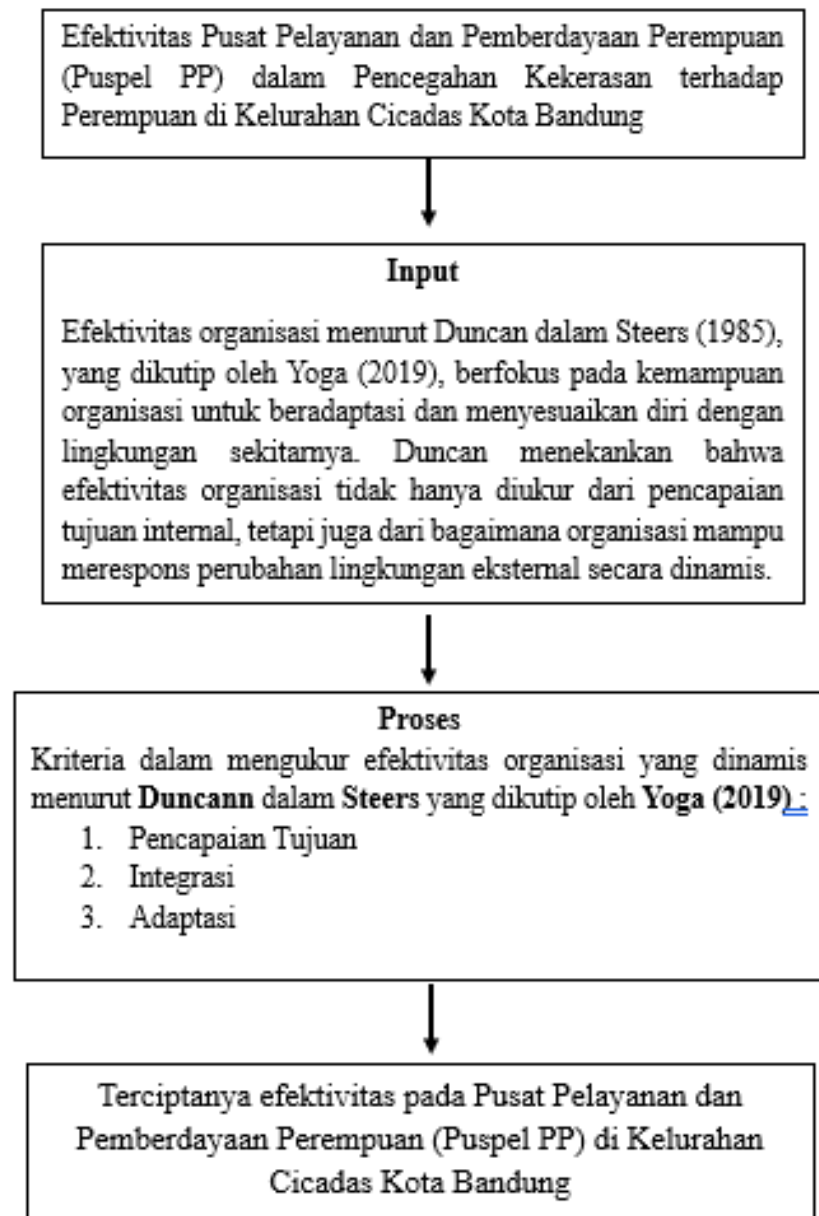 Efektivitas Pusat Pelayanan dan Pemberdayaan Perempuan
(Puspel PP) dalam Pencegahan Kekerasan terhadap
Perempuan di Kelurahan Cicadas Kota Bandung
Input
Efektivitas organisasi menurut Duncan dalam Steers (1985),
yang dikutip oleh Yoga (2019), berfokus pada kemampuan
organisasi untuk beradaptasi dan menyesuaikan diri dengan
lingkungan sekitarnya. Duncan menekankan bahwa
efektivitas organisasi tidak hanya diukur dari pencapaian
tujuan internal, tetapi juga dari bagaimana organisasi mampu
merespons perubahan lingkungan eksternal secara dinamis.
Proses
Kriteria dalam mengukur efektivitas organisasi yang dinamis
menurut Duncann dalam Steers yang dikutip oleh Yoga (2019) :
1. Pencapaian Tujuan
2. Integrasi
3. Adaptasi
Terciptanya efektivitas pada Pusat Pelayanan dan
Pemberdayaan Perempuan (Puspel PP) di Kelurahan
Cicadas Kota Bandung